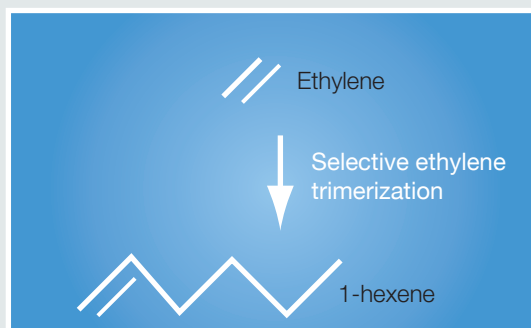 Ethylene
Selective ethylene
trimerization
1-hexene